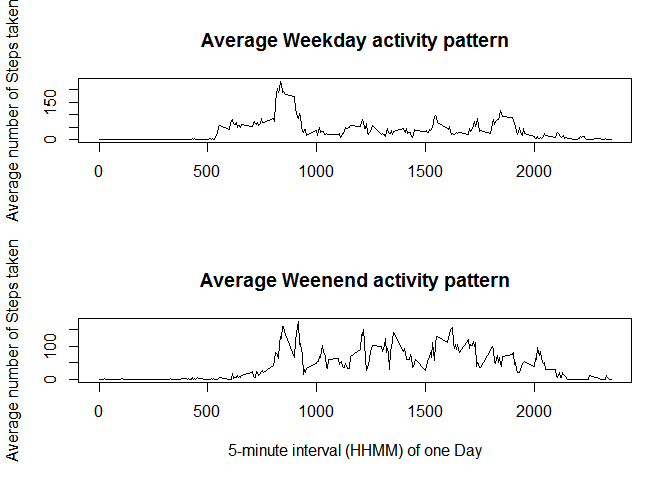 Average Weekday activity pattern
Average number of Steps taken
150
0
0 500 1000 1500 2000
Average Weenend activity pattern
Average number of Steps taken
100
0
0 500 1000 1500 2000
5-minute interval (HHMM) of one Day